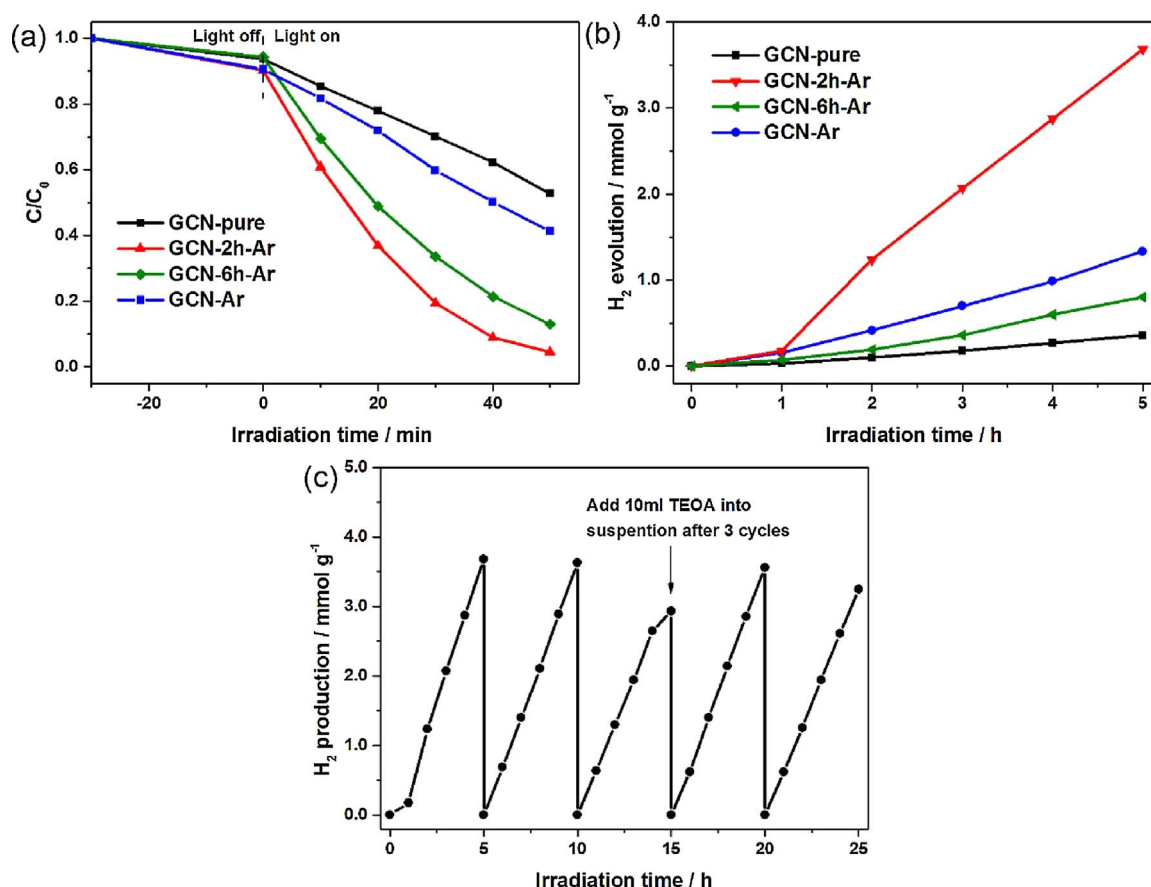 (a)
1.0
0.8
0.6
0.4
0.2
0.0
C/C₀
Light off Light on
GCN-pure
GCN-2h-Ar
GCN-6h-Ar
GCN-Ar
-20 0 20 40
Irradiation time / min
(b)
4.0
3.0
2.0
1.0
0.0
H₂ evolution / mmol g⁻¹
GCN-pure
GCN-2h-Ar
GCN-6h-Ar
GCN-Ar
0 1 2 3 4 5
Irradiation time / h
(c)
5.0
4.0
3.0
2.0
1.0
0.0
H₂ production / mmol g⁻¹
Add 10ml TEOA into
suspention after 3 cycles
0 5 10 15 20 25
Irradiation time / h